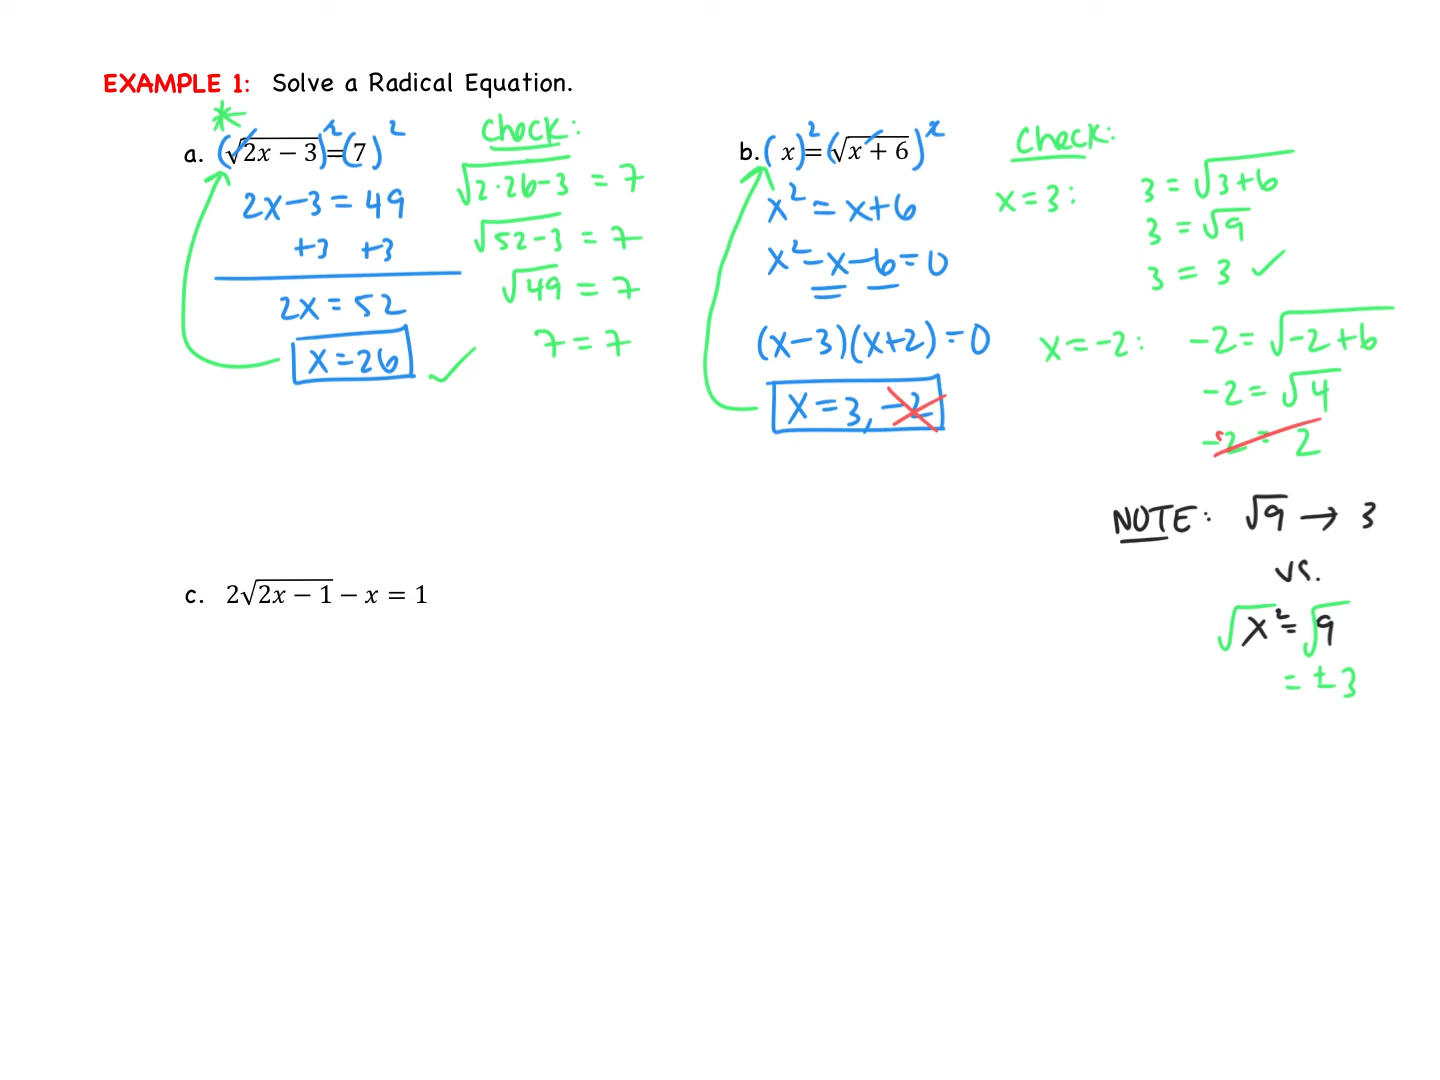 EXAMPLE 1: Solve a Radical Equation.
*
a. (√2x − 3)² = (7)²
2x − 3 = 49
+3 +3
2x = 52
x = 26 ✓
Check:
√2·26−3 = 7
√52−3 = 7
√49 = 7
7 = 7
b. (x)² = (√x + 6)²
x² = x+6
x² − x − 6 = 0
(x−3)(x+2) = 0
x = 3, −2
Check:
x = 3: 3 = √3+6
3 = √9
3 = 3 ✓
x = −2: −2 = √−2+6
−2 = √4
−2 = 2
NOTE: √9 → 3
vs.
√x² = √9
= ±3
c. 2√2x − 1 − x = 1